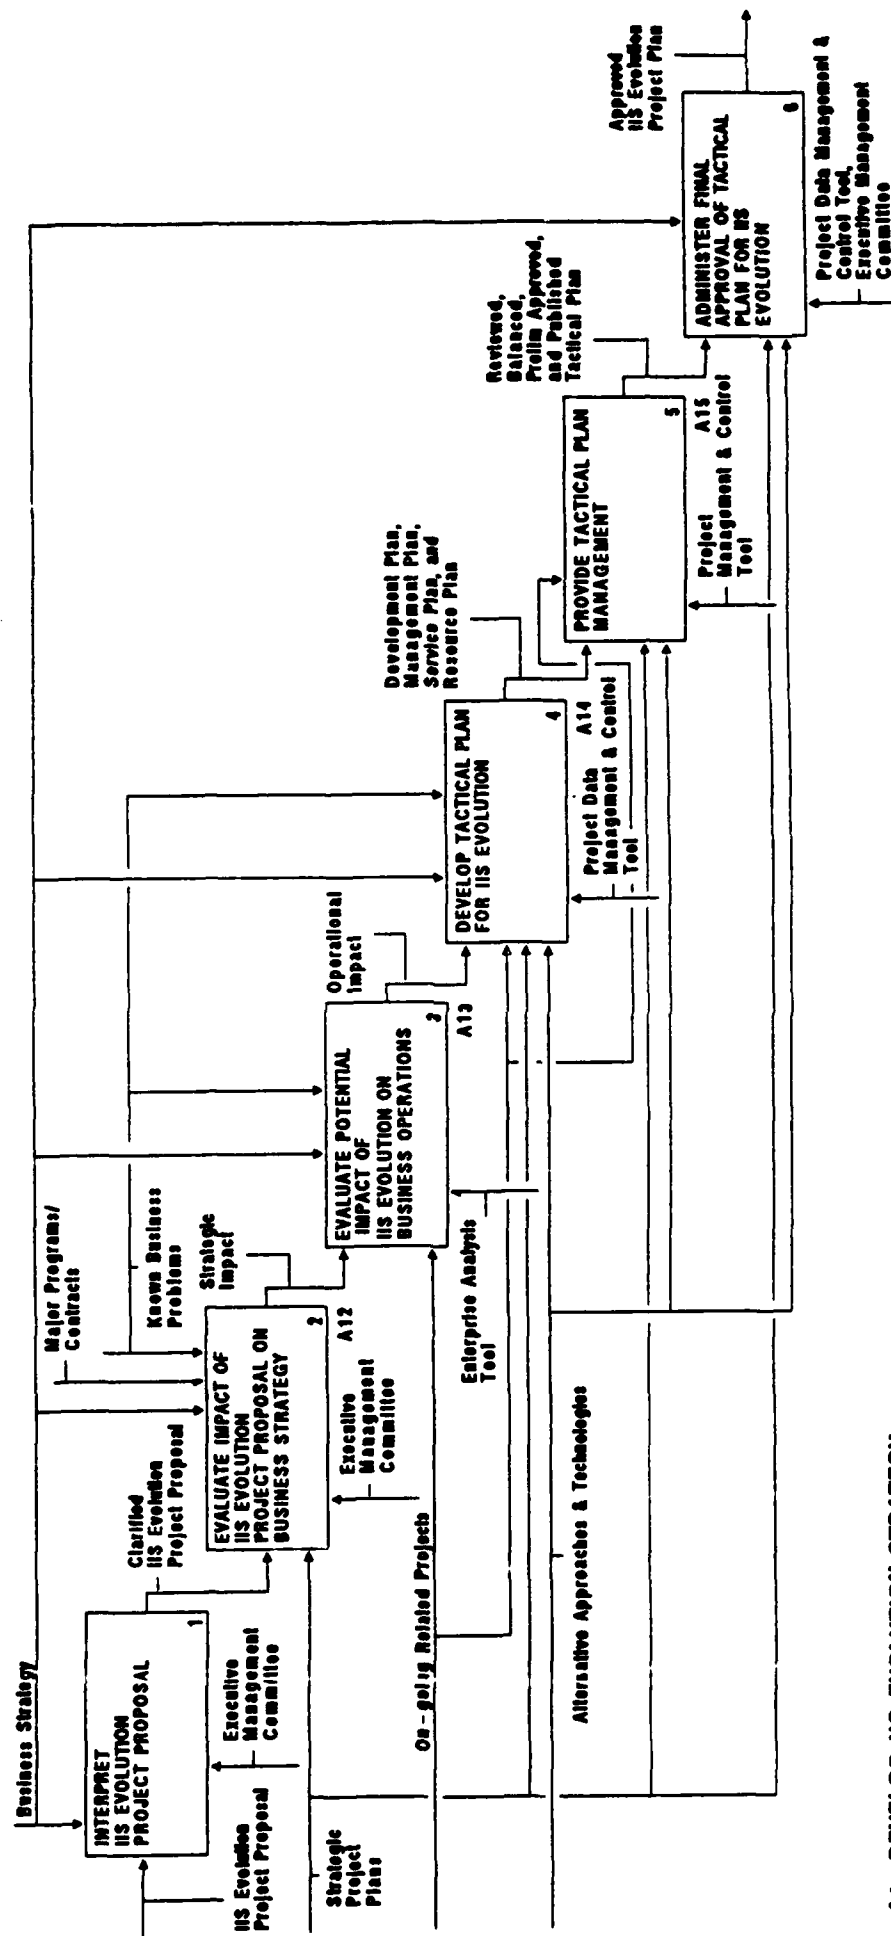 Business Strategy
INTERPRET
IIS EVOLUTION
PROJECT PROPOSAL
1
IIS Evolution
Project Proposal
Executive
Management
Committee
Clarified
IIS Evolution
Project Proposal
Strategic
Project
Plans
Major Programs/
Contracts
Known Business
Problems
EVALUATE IMPACT OF
IIS EVOLUTION
PROJECT PROPOSAL ON
BUSINESS STRATEGY
2
A12
Executive
Management
Committee
Strategic
Impact
On-going Related Projects
EVALUATE POTENTIAL
IMPACT OF
IIS EVOLUTION ON
BUSINESS OPERATIONS
3
A13
Enterprise Analysis
Tool
Operational
Impact
Alternative Approaches & Technologies
DEVELOP TACTICAL PLAN
FOR IIS EVOLUTION
4
A14
Project Data
Management & Control
Tool
Development Plan,
Management Plan,
Service Plan, and
Resource Plan
PROVIDE TACTICAL PLAN
MANAGEMENT
5
A15
Project
Management & Control
Tool
Reviewed,
Balanced,
Prelim Approved,
and Published
Tactical Plan
ADMINISTER FINAL
APPROVAL OF TACTICAL
PLAN FOR IIS
EVOLUTION
6
Project Data Management &
Control Tool,
Executive Management
Committee
Approved
IIS Evolution
Project Plan